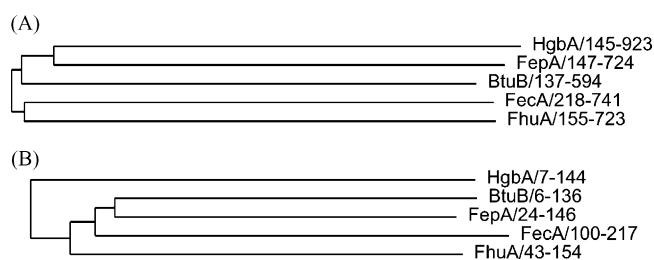 (A)
HgbA/145-923
FepA/147-724
BtuB/137-594
FecA/218-741
FhuA/155-723
(B)
HgbA/7-144
BtuB/6-136
FepA/24-146
FecA/100-217
FhuA/43-154